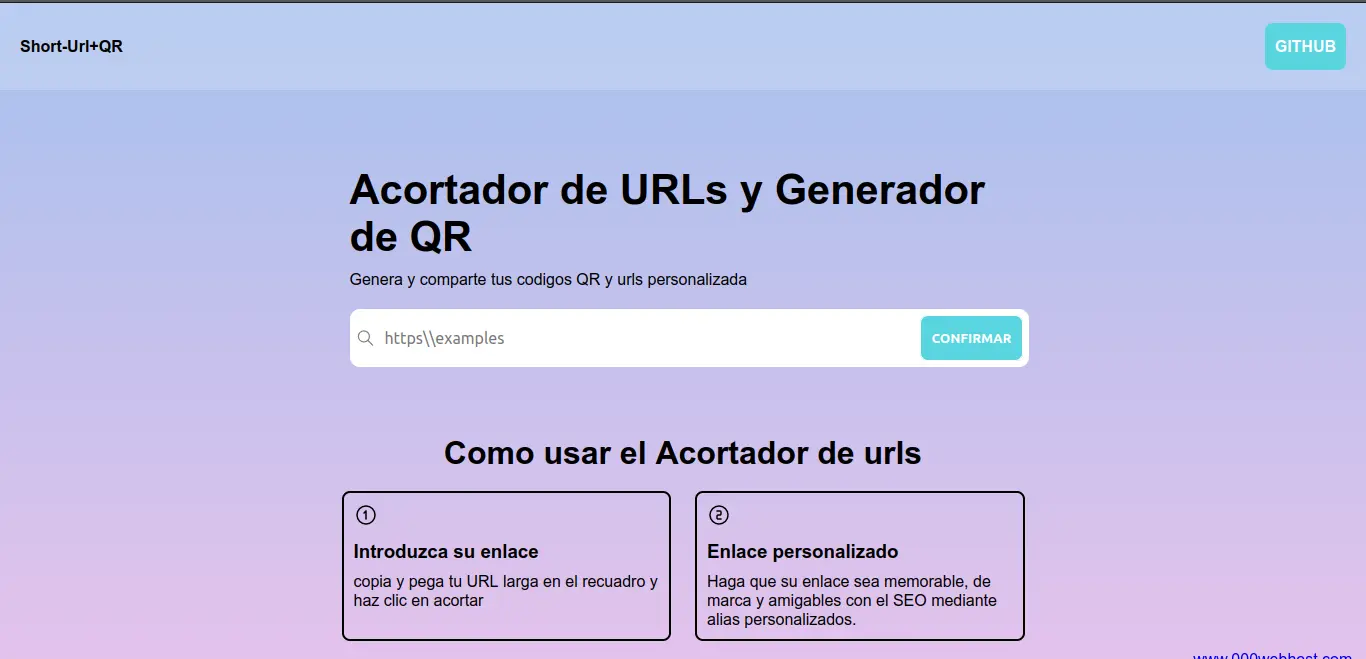 Short-Url+QR
GITHUB
Acortador de URLs y Generador
de QR
Genera y comparte tus codigos QR y urls personalizada
https\\examples
CONFIRMAR
Como usar el Acortador de urls
1
Introduzca su enlace
copia y pega tu URL larga en el recuadro y
haz clic en acortar
2
Enlace personalizado
Haga que su enlace sea memorable, de
marca y amigables con el SEO mediante
alias personalizados.
www.000webhost.com